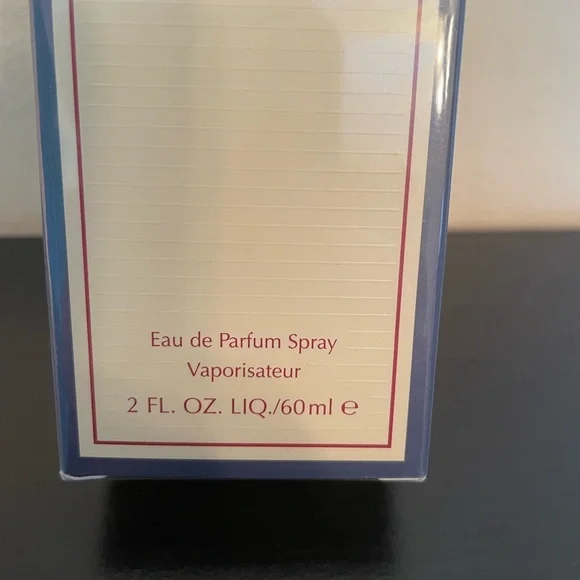 Eau de Parfum Spray
Vaporisateur
2 FL. OZ. LIQ./60ml ℮